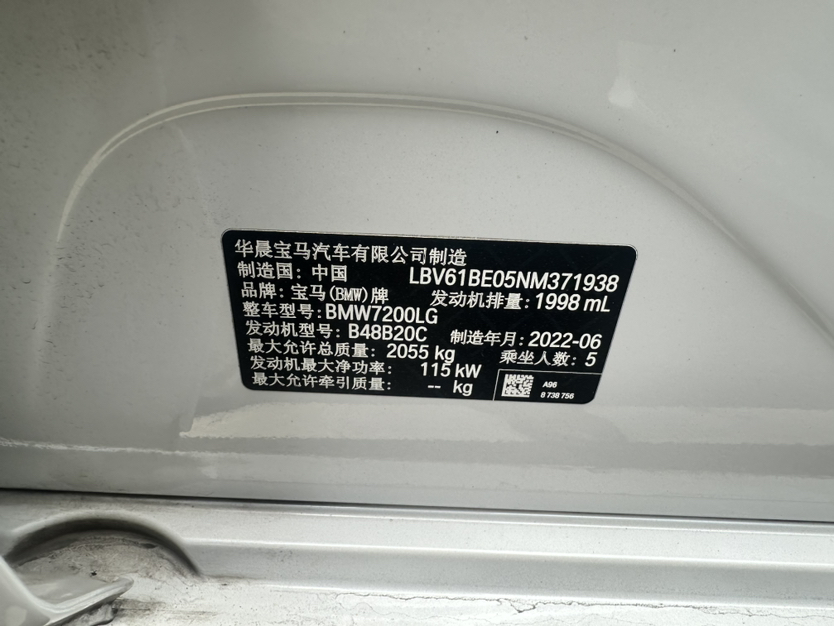 华晨宝马汽车有限公司制造
制造国：中国 LBV61BE05NM371938
品牌：宝马(BMW)牌 发动机排量：1998 mL
整车型号：BMW7200LG
发动机型号：B48B20C 制造年月：2022-06
最大允许总质量：2055 kg 乘坐人数：5
发动机最大净功率：115 kW
最大允许牵引质量：-- kg
A96
8 738 756